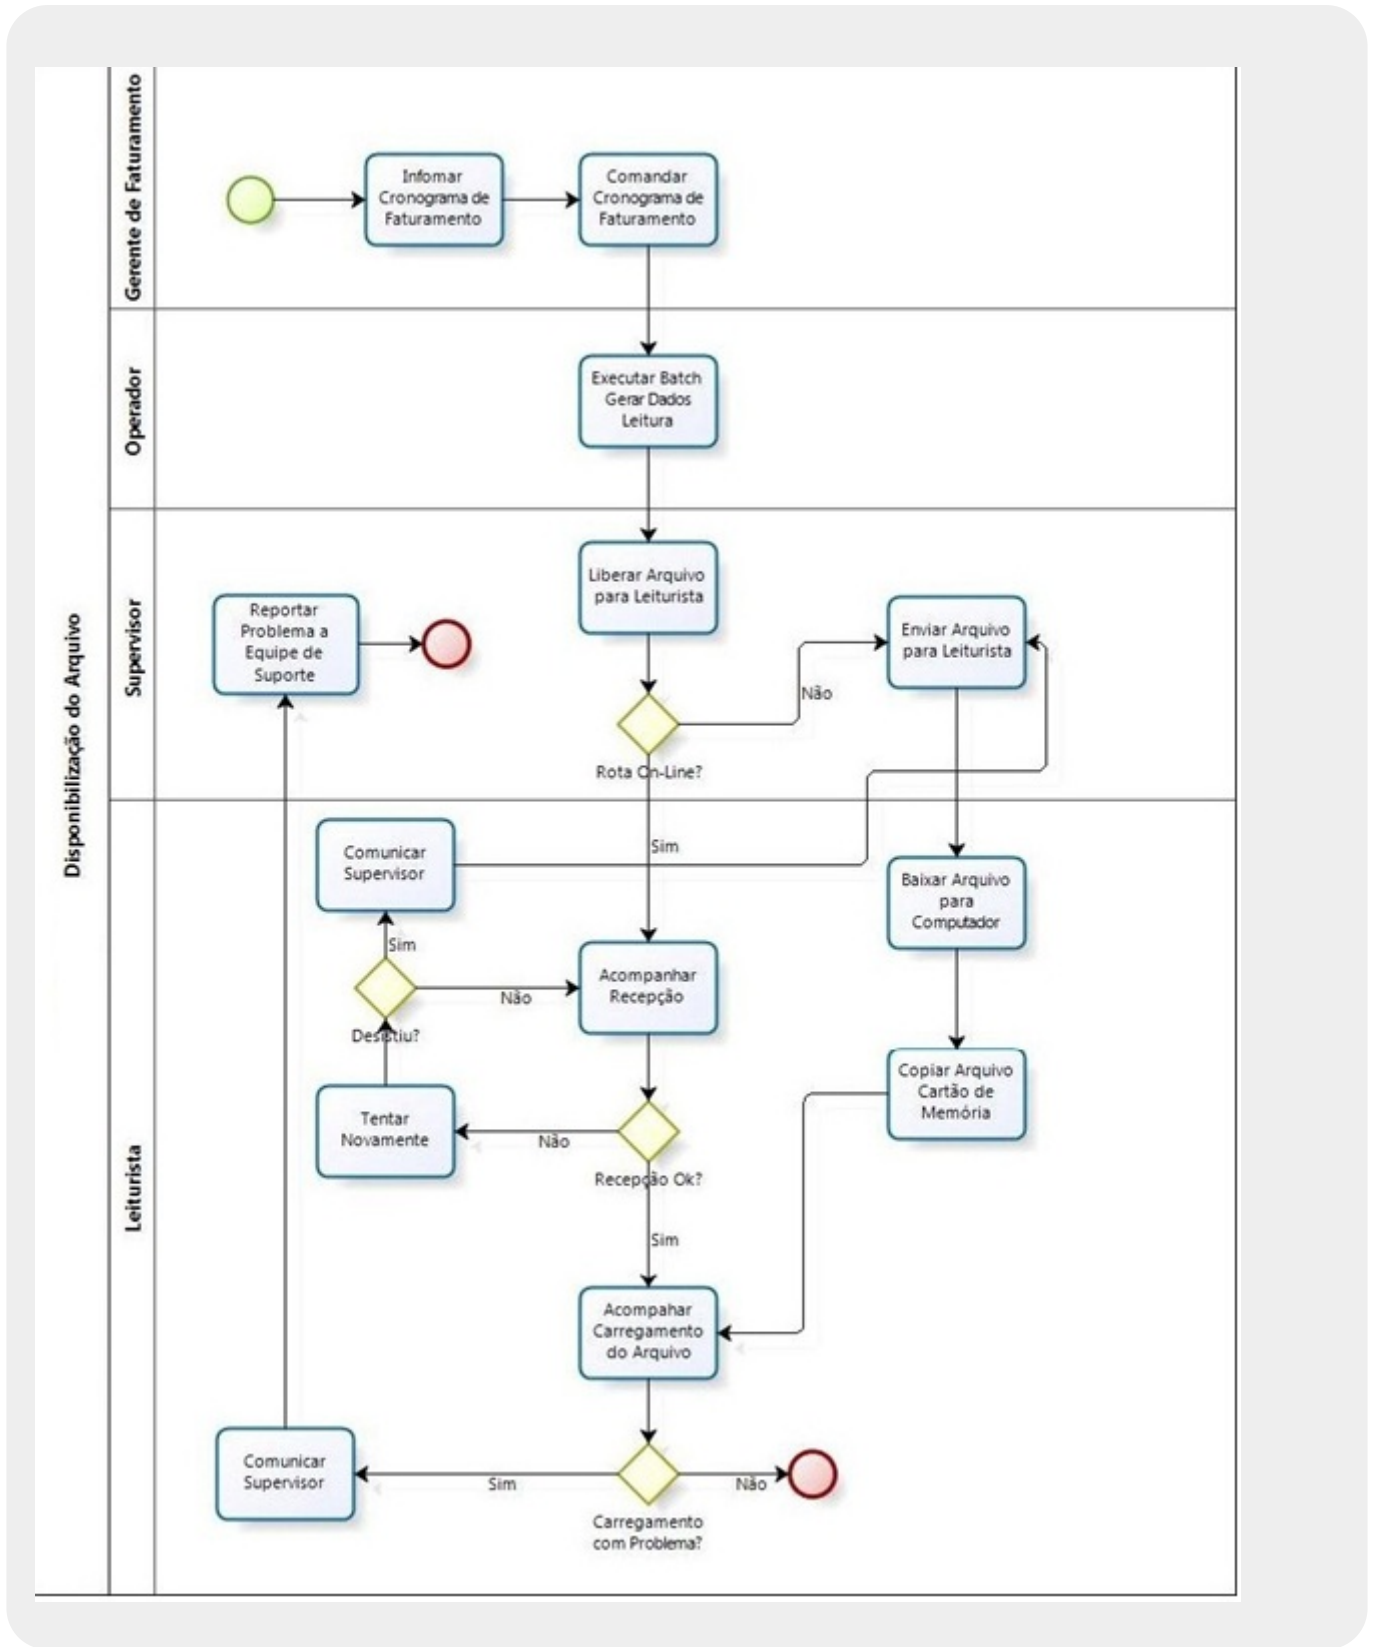 Disponibilização do Arquivo
Gerente de Faturamento
Infomar
Cronograma de
Faturamento
Comandar
Cronograma de
Faturamento
Operador
Executar Batch
Gerar Dados
Leitura
Supervisor
Liberar Arquivo
para Leiturista
Reportar
Problema a
Equipe de
Suporte
Enviar Arquivo
para Leiturista
Não
Rota On-Line?
Leiturista
Sim
Comunicar
Supervisor
Baixar Arquivo
para
Computador
Sim
Acompanhar
Recepção
Não
Desistiu?
Copiar Arquivo
Cartão de
Memória
Tentar
Novamente
Não
Recepção Ok?
Sim
Acompahar
Carregamento
do Arquivo
Comunicar
Supervisor
Sim
Não
Carregamento
com Problema?